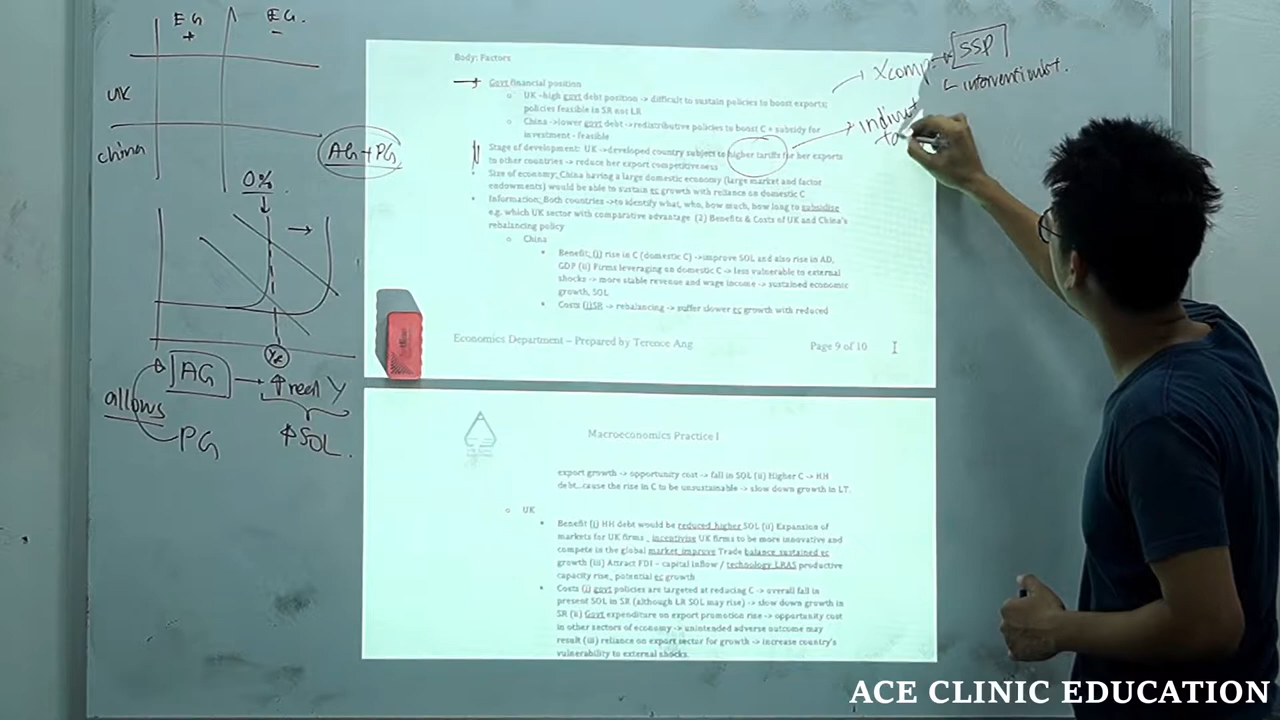 EG EG.
+ -
UK
china
AG+PG
0%
Yf
AG → ↑ real Y
allows
PG
↑ SOL.
Xcomp → SSP
interventionist.
indirect
Body: Factors
Govt financial position
UK -high govt debt position -> difficult to sustain policies to boost exports;
policies feasible in SR not LR
China ->lower govt debt ->redistributive policies to boost C + subsidy for
investment - feasible
Stage of development: UK ->developed country subject to higher tariffs for her exports
to other countries -> reduce her export competitiveness
Size of economy: China having a large domestic economy (large market and factor
endowments) would be able to sustain ec growth with reliance on domestic C
Information: Both countries ->to identify what, who, how much, how long to subsidise
e.g. which UK sector with comparative advantage (2) Benefits & Costs of UK and China's
rebalancing policy
China
Benefit: (i) rise in C (domestic C) ->improve SOL and also rise in AD,
GDP (ii) Firms leveraging on domestic C -> less vulnerable to external
shocks -> more stable revenue and wage income -> sustained economic
growth, SOL
Costs (i)SR -> rebalancing -> suffer slower ec growth with reduced
Economics Department – Prepared by Terence Ang Page 9 of 10
Macroeconomics Practice I
export growth -> opportunity cost -> fall in SOL (ii) Higher C -> HH
debt...cause the rise in C to be unsustainable -> slow down growth in LT.
UK
Benefit (i) HH debt would be reduced, higher SOL (ii) Expansion of
markets for UK firms , incentivise UK firms to be more innovative and
compete in the global market, improve Trade balance, sustained ec
growth (iii) Attract FDI - capital inflow / technology, LRAS productive
capacity rise, potential ec growth
Costs (i) govt policies are targeted at reducing C -> overall fall in
present SOL in SR (although LR SOL may rise) -> slow down growth in
SR (ii) Govt expenditure on export promotion rise -> opportunity cost
in other sectors of economy -> unintended adverse outcome may
result (iii) reliance on export sector for growth -> increase country's
vulnerability to external shocks.
ACE CLINIC EDUCATION